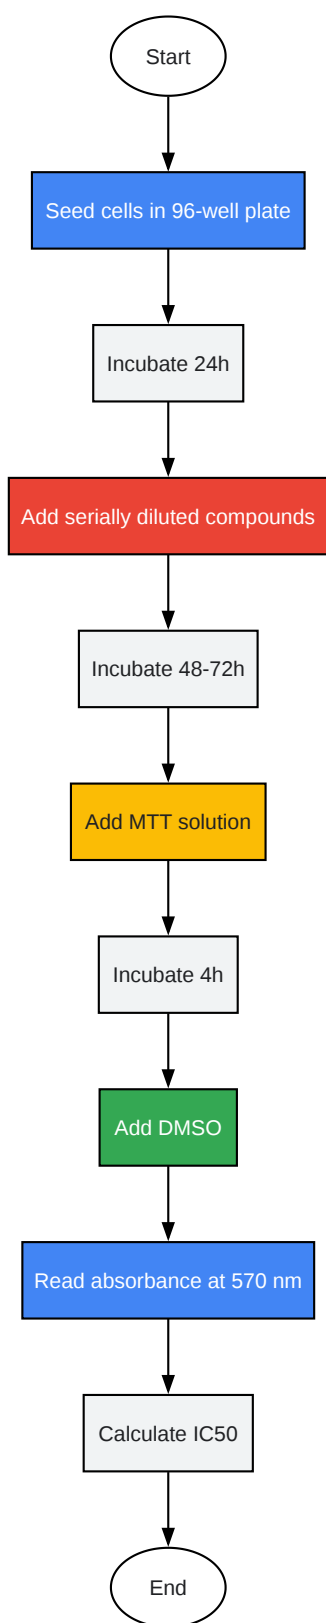 Start
Seed cells in 96-well plate
Incubate 24h
Add serially diluted compounds
Incubate 48-72h
Add MTT solution
Incubate 4h
Add DMSO
Read absorbance at 570 nm
Calculate IC50
End